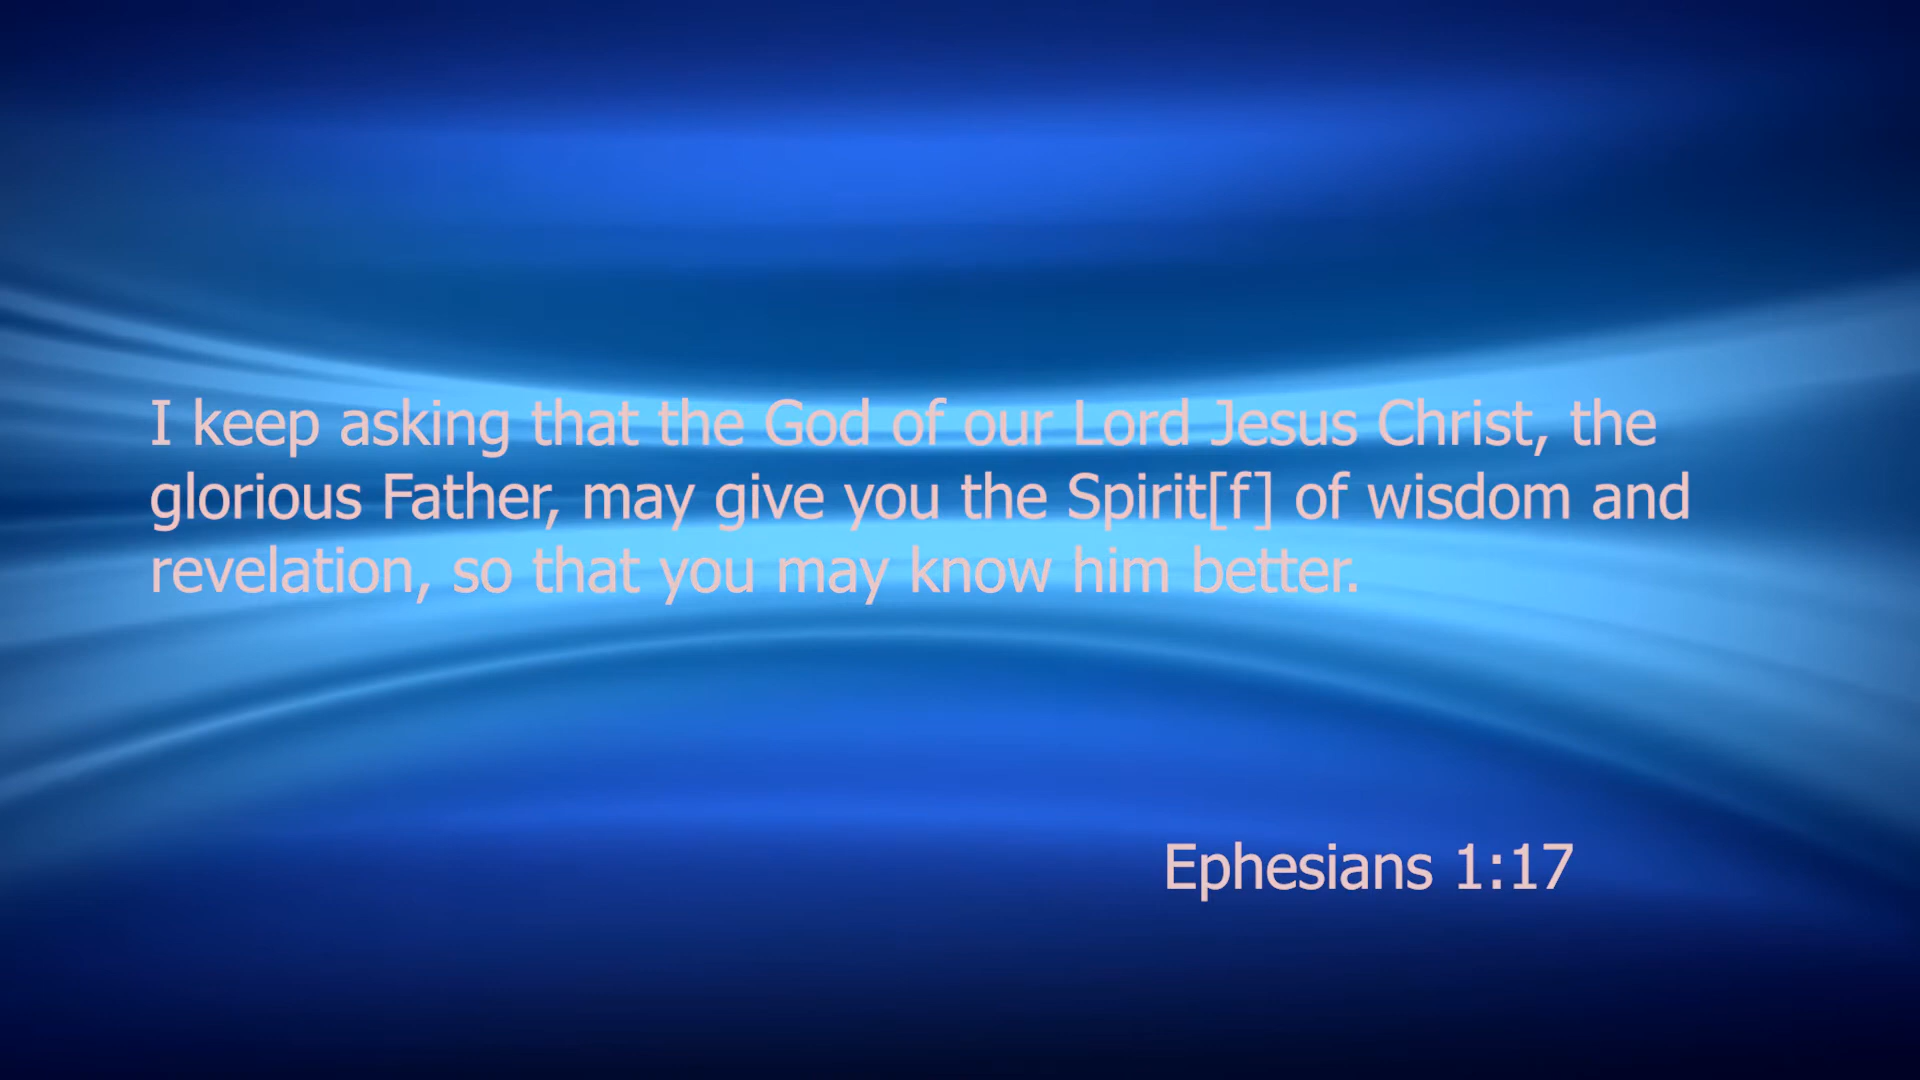 I keep asking that the God of our Lord Jesus Christ, the
glorious Father, may give you the Spirit[f] of wisdom and
revelation, so that you may know him better.
Ephesians 1:17